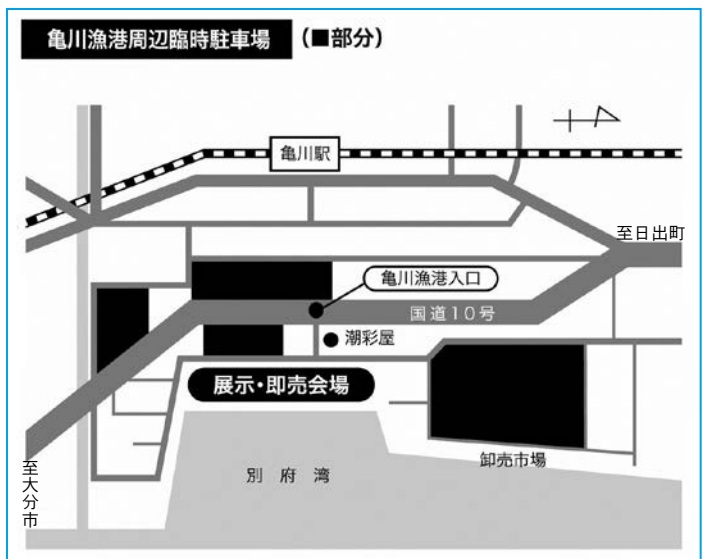 亀川漁港周辺臨時駐車場 (■部分)
亀川駅
至日出町
亀川漁港入口
国道10号
潮彩屋
展示・即売会場
卸売市場
別府湾
至大分市